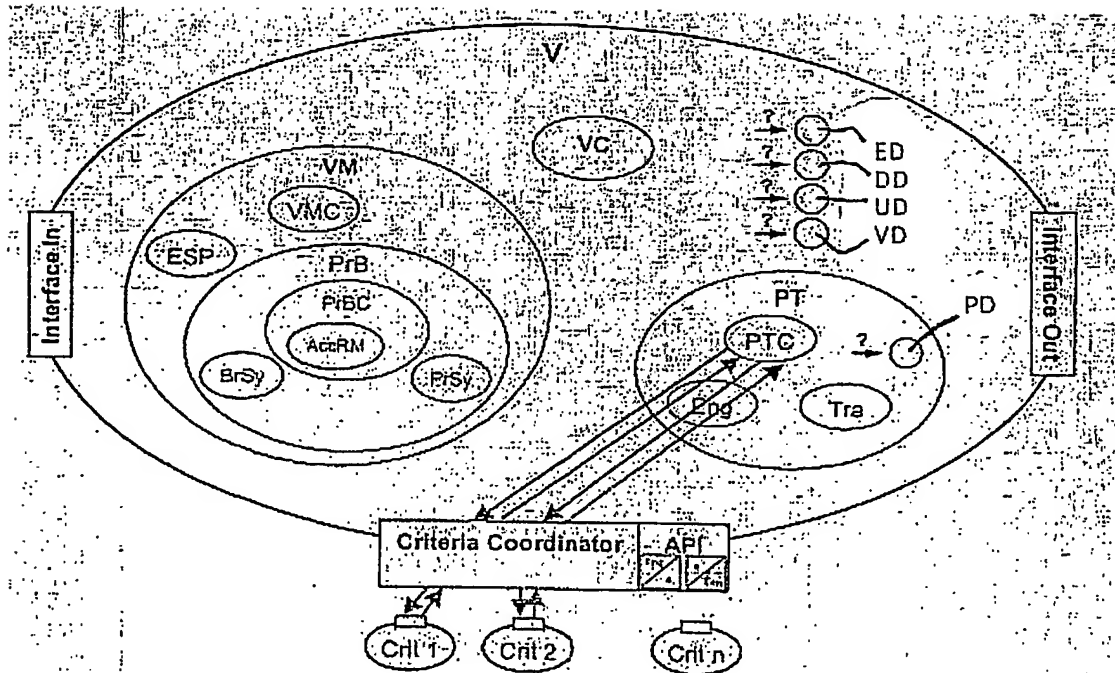 V
VC
?
ED
?
DD
?
UD
?
VD
VM
VMC
ESP
PrB
PrBC
AccRM
BrSy
PrSy
Interface In
Interface Out
PT
PTC
?
PD
Eng
Tra
Criteria Coordinator
API
Crit 1
Crit 2
Crit n